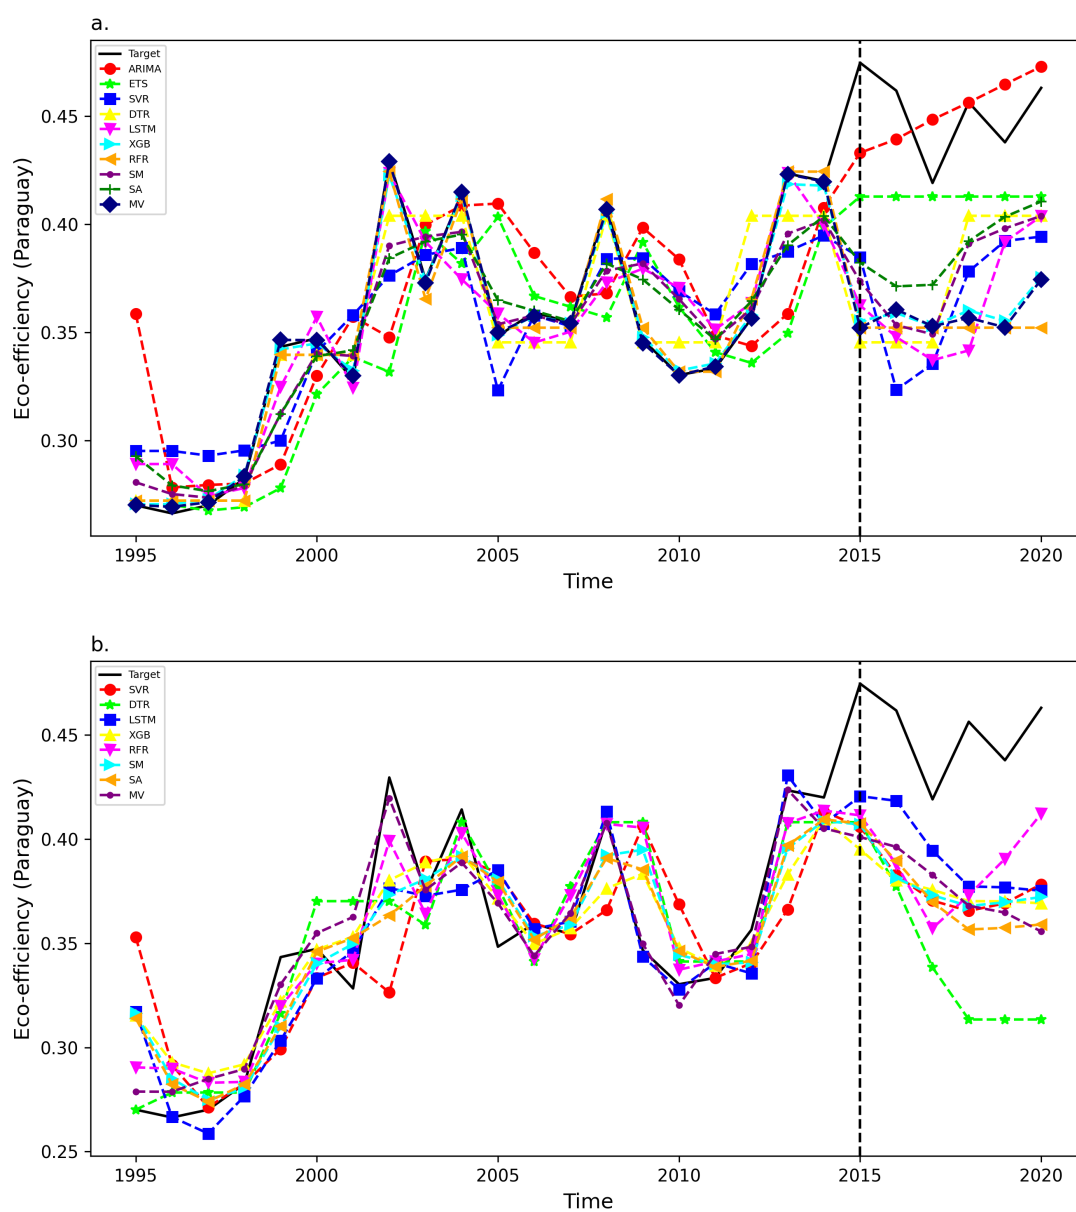 a.
Target
ARIMA
ETS
SVR
DTR
LSTM
XGB
RFR
SM
SA
MV
Eco-efficiency (Paraguay)
0.45
0.40
0.35
0.30
1995 2000 2005 2010 2015 2020
Time
b.
Target
SVR
DTR
LSTM
XGB
RFR
SM
SA
MV
Eco-efficiency (Paraguay)
0.45
0.40
0.35
0.30
0.25
1995 2000 2005 2010 2015 2020
Time